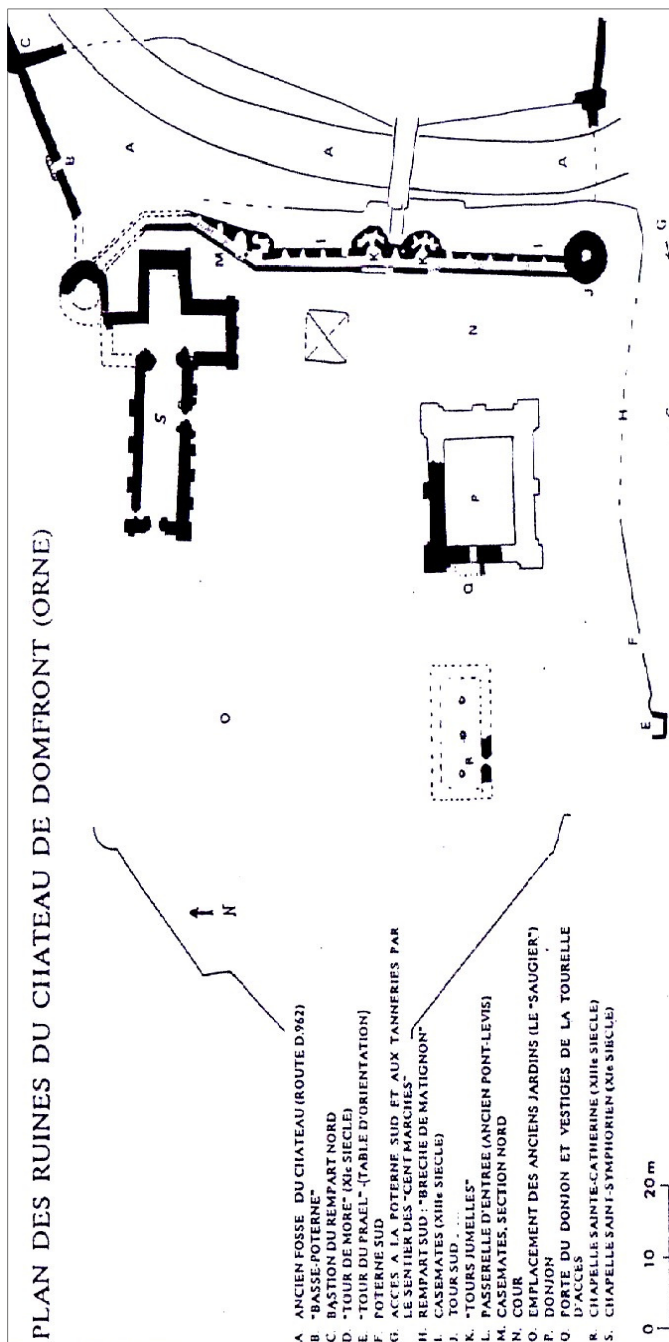 PLAN DES RUINES DU CHATEAU DE DOMFRONT (ORNE)
A ANCIEN FOSSE DU CHATEAU (ROUTE D.962)
B. "BASSE-POTERNE"
C. BASTION DU REMPART NORD
D. "TOUR DE MORE" (XIe SIECLE)
E. "TOUR DU PRAEL" -(TABLE D'ORIENTATION)
F. POTERNE SUD
G. ACCES A LA POTERNE SUD ET AUX TANNERIES PAR
LE SENTIER DES "CENT MARCHES"
H. REMPART SUD : "BRECHE DE MATIGNON"
I. CASEMATES (XIIIe SIECLE)
J. TOUR SUD
K. "TOURS JUMELLES"
L. PASSERELLE D'ENTREE (ANCIEN PONT-LEVIS)
M. CASEMATES, SECTION NORD
N. COUR
O. EMPLACEMENT DES ANCIENS JARDINS (LE "SAUGIER")
P. DONJON
Q. PORTE DU DONJON ET VESTIGES DE LA TOURELLE
D'ACCES
R. CHAPELLE SAINTE-CATHERINE (XIIIe SIECLE)
S. CHAPELLE SAINT-SYMPHORIEN (XIe SIECLE)
0 10 20 m
N
O
S
C
B
A
A
A
M
I
K
K
I
J
N
P
Q
R
H
G
F
E